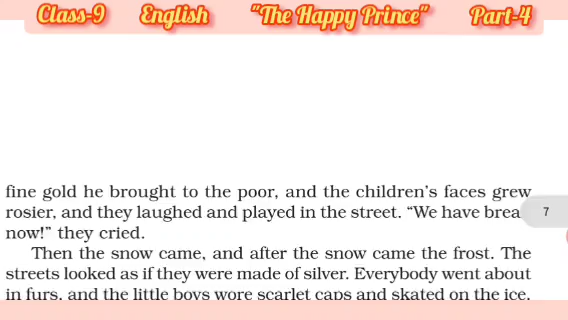 Class-9 English "The Happy Prince" Part-4
fine gold he brought to the poor, and the children's faces grew
rosier, and they laughed and played in the street. "We have
now!" they cried.
7
Then the snow came, and after the snow came the frost. The
streets looked as if they were made of silver. Everybody went about
in furs, and the little boys wore scarlet caps and skated on the ice.